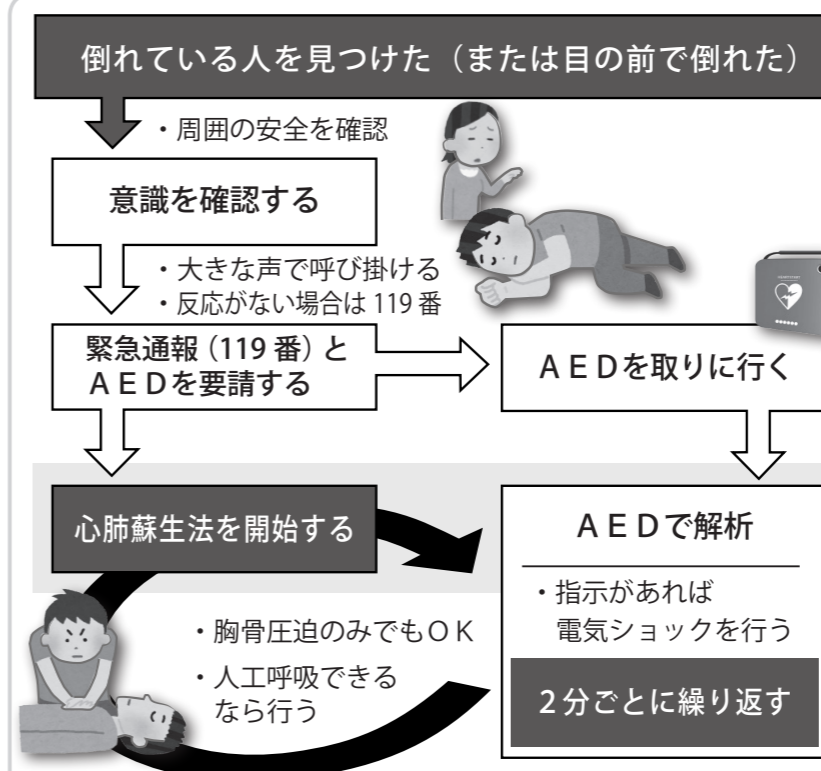 倒れている人を見つけた（または目の前で倒れた）
・周囲の安全を確認
意識を確認する
・大きな声で呼び掛ける
・反応がない場合は 119 番
緊急通報（119 番）と
ＡＥＤを要請する
ＡＥＤを取りに行く
心肺蘇生法を開始する
・胸骨圧迫のみでもＯＫ
・人工呼吸できる
なら行う
ＡＥＤで解析
・指示があれば
電気ショックを行う
２分ごとに繰り返す